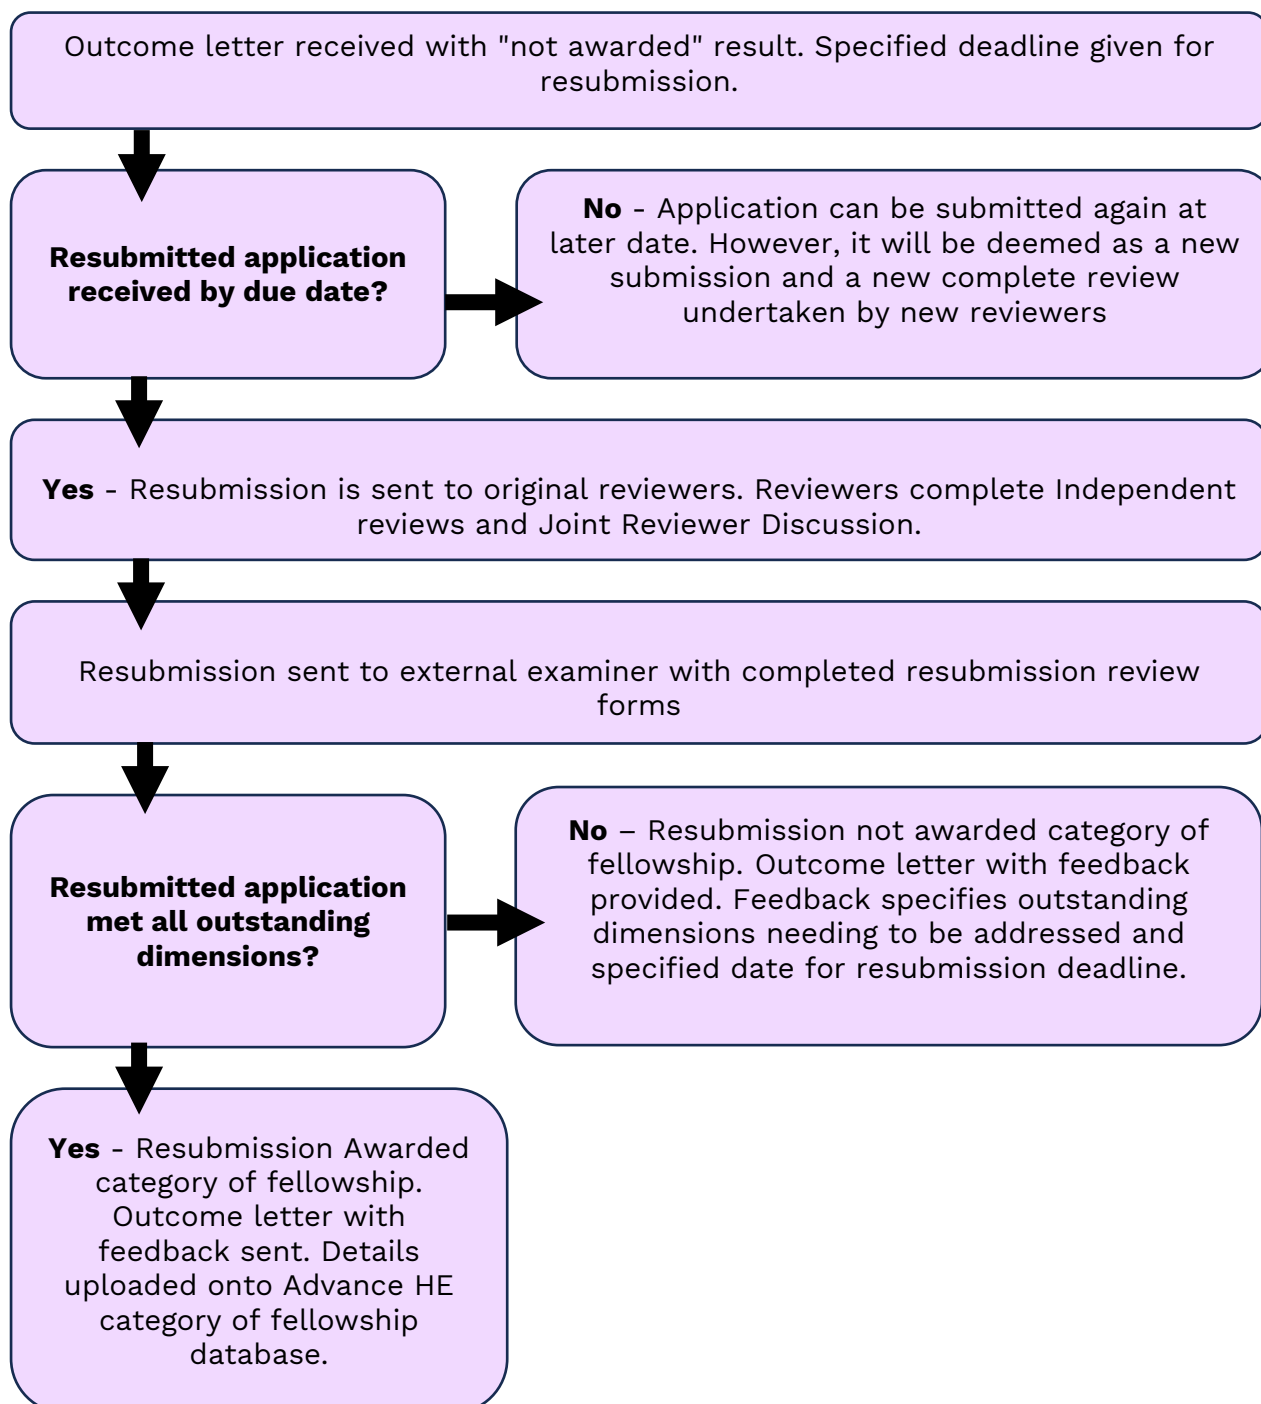 Outcome letter received with "not awarded" result. Specified deadline given for
resubmission.
Resubmitted application
received by due date?
No - Application can be submitted again at
later date. However, it will be deemed as a new
submission and a new complete review
undertaken by new reviewers
Yes - Resubmission is sent to original reviewers. Reviewers complete Independent
reviews and Joint Reviewer Discussion.
Resubmission sent to external examiner with completed resubmission review
forms
Resubmitted application
met all outstanding
dimensions?
No – Resubmission not awarded category of
fellowship. Outcome letter with feedback
provided. Feedback specifies outstanding
dimensions needing to be addressed and
specified date for resubmission deadline.
Yes - Resubmission Awarded
category of fellowship.
Outcome letter with
feedback sent. Details
uploaded onto Advance HE
category of fellowship
database.